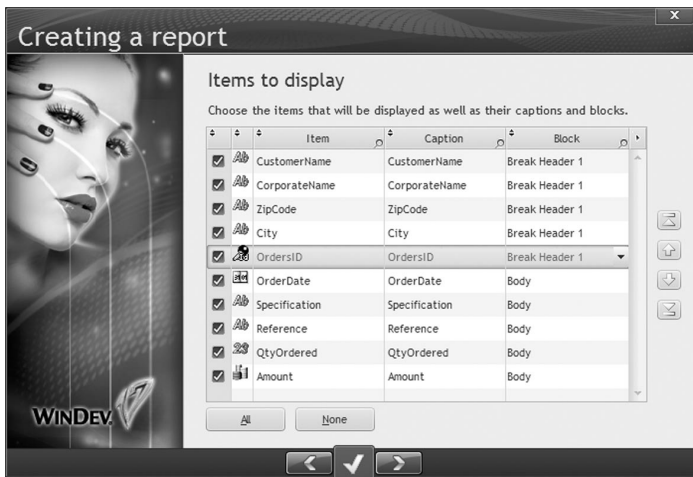 Creating a report
X
Items to display
Choose the items that will be displayed as well as their captions and blocks.
Item Caption Block
CustomerName CustomerName Break Header 1
CorporateName CorporateName Break Header 1
ZipCode ZipCode Break Header 1
City City Break Header 1
OrdersID OrdersID Break Header 1
OrderDate OrderDate Body
Specification Specification Body
Reference Reference Body
QtyOrdered QtyOrdered Body
Amount Amount Body
All None
WINDEV.